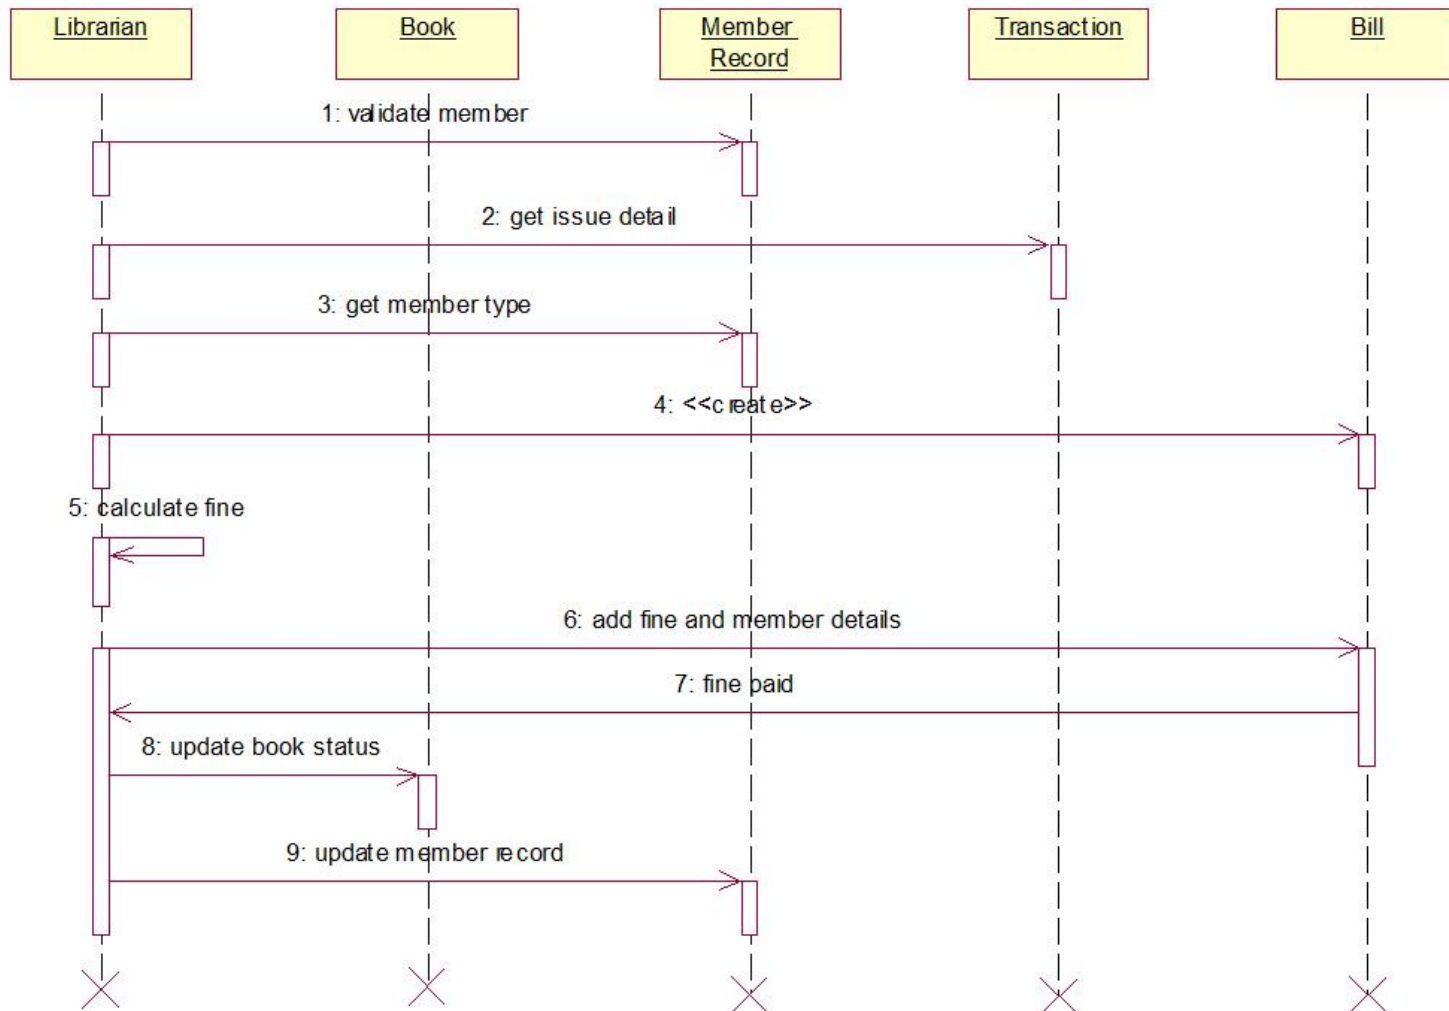 Librarian
Book
Member
Record
Transaction
Bill
1: validate member
2: get issue detail
3: get member type
4: <<create>>
5: calculate fine
6: add fine and member details
7: fine paid
8: update book status
9: update member record